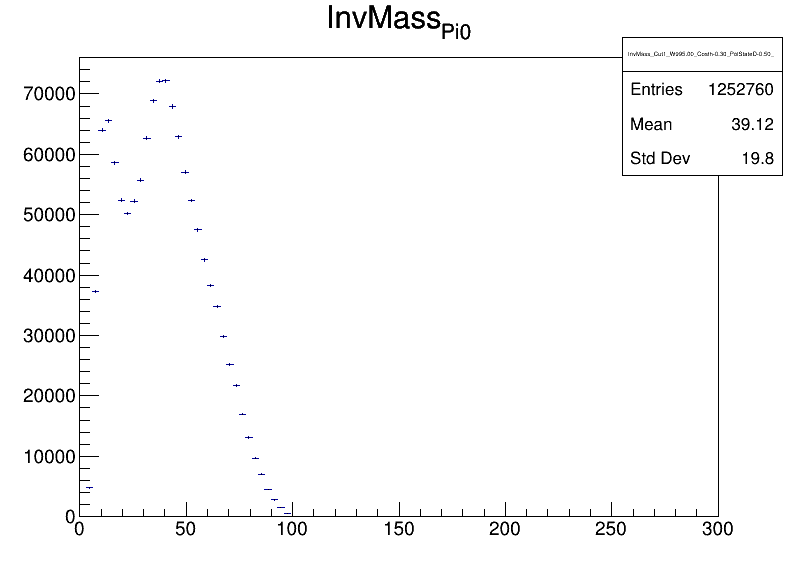 InvMass_Pi0
InvMass_Cut1_W995.00_Costh-0.30_PolStateD-0.50_
Entries 1252760
Mean 39.12
Std Dev 19.8
70000
60000
50000
40000
30000
20000
10000
0
0 50 100 150 200 250 300